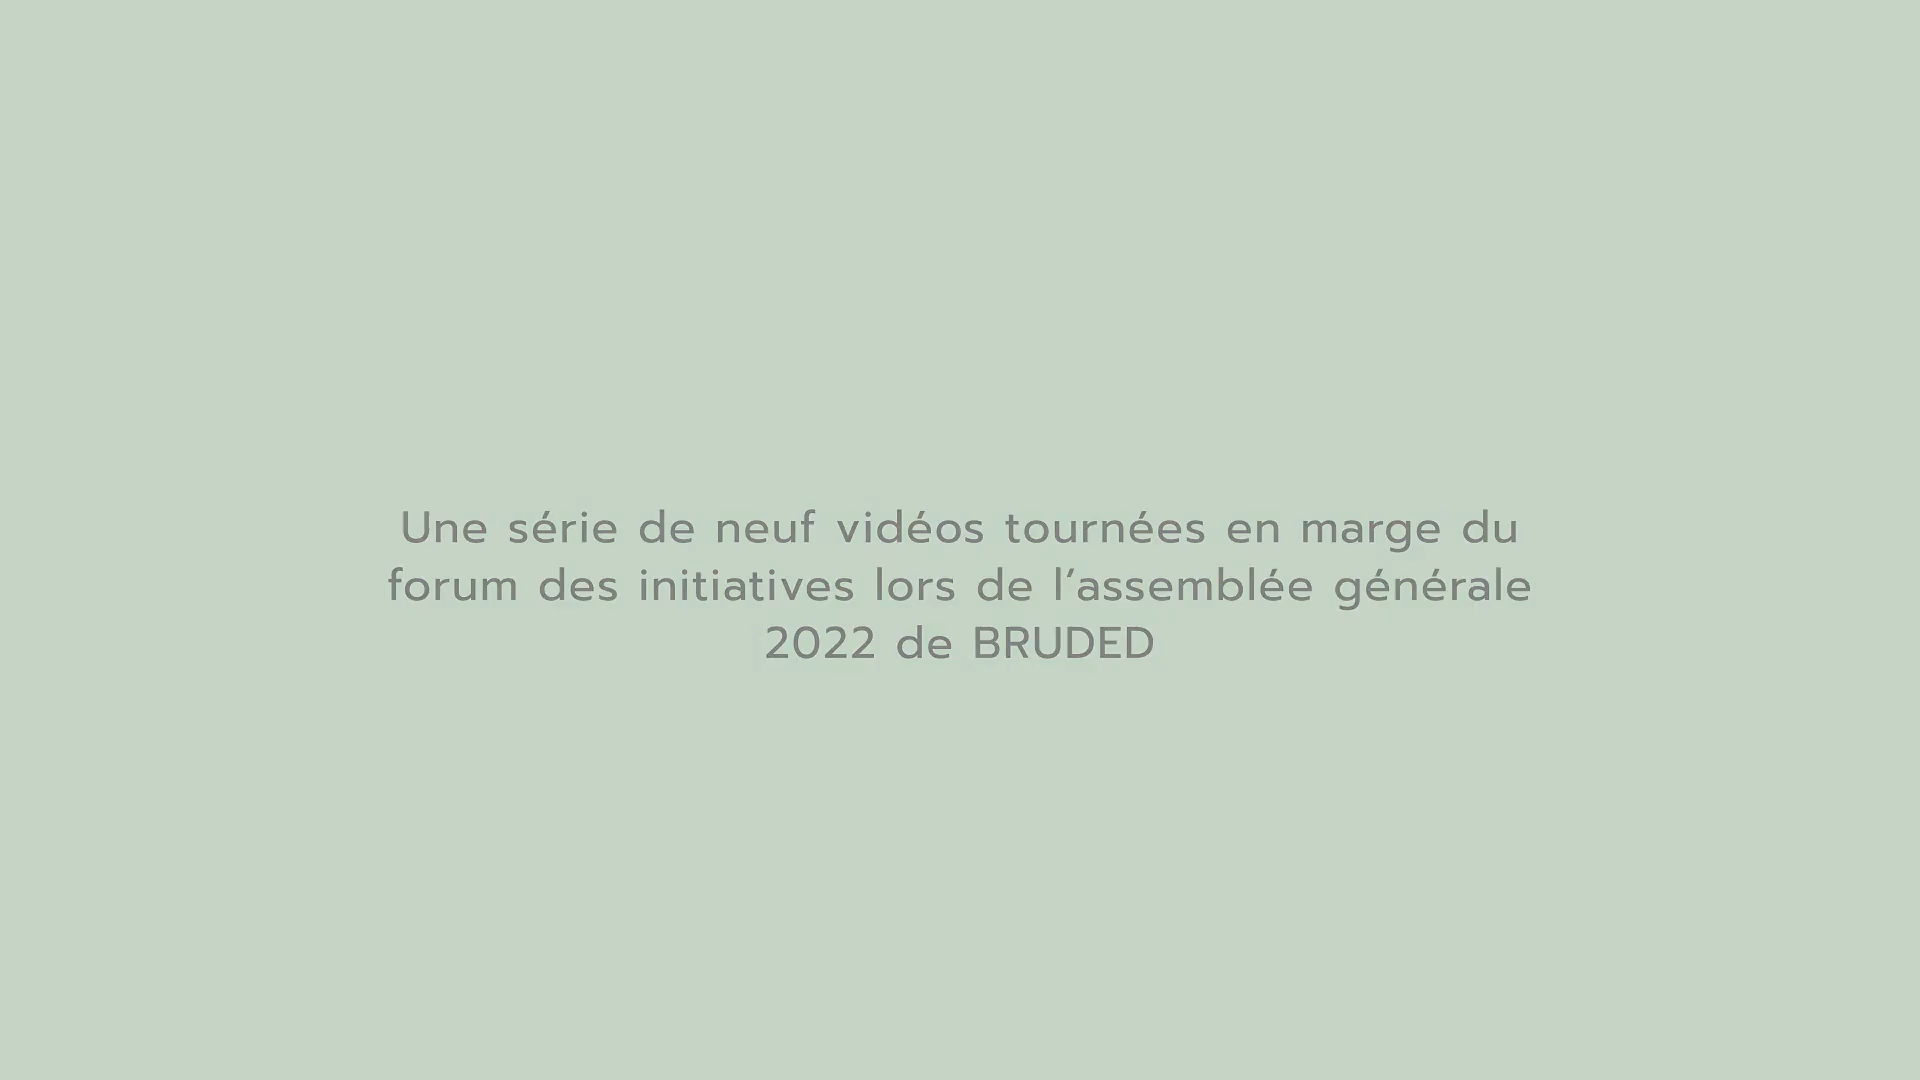 Une série de neuf vidéos tournées en marge du
forum des initiatives lors de l’assemblée générale
2022 de BRUDED